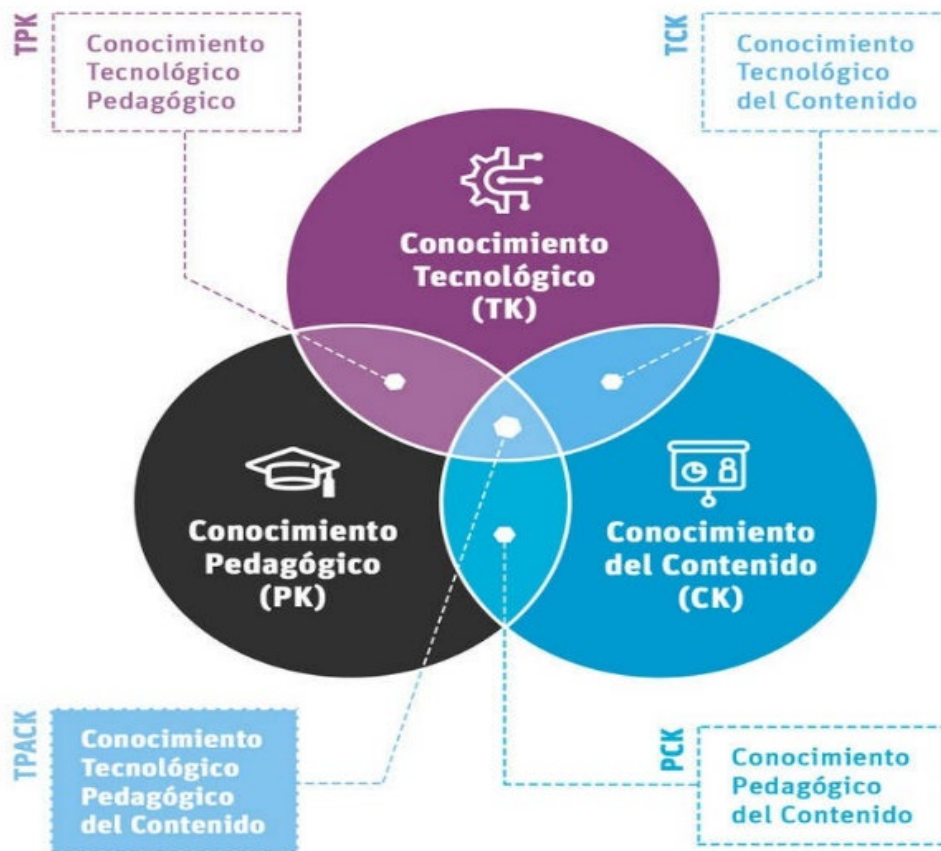 TPK
Conocimiento
Tecnológico
Pedagógico
TCK
Conocimiento
Tecnológico
del Contenido
Conocimiento
Tecnológico
(TK)
Conocimiento
Pedagógico
(PK)
Conocimiento
del Contenido
(CK)
TPACK
Conocimiento
Tecnológico
Pedagógico
del Contenido
PCK
Conocimiento
Pedagógico
del Contenido